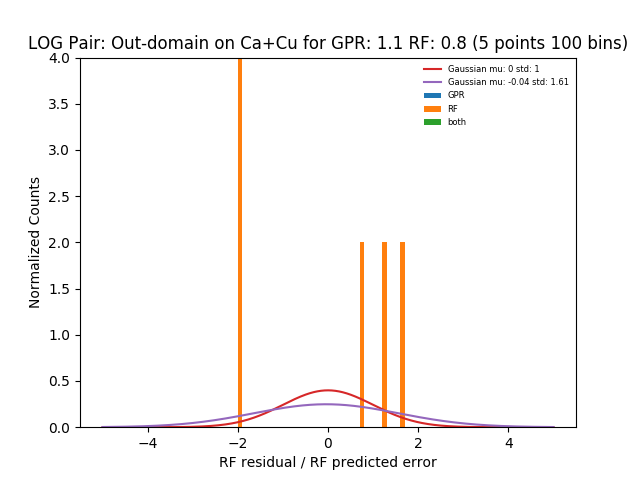 LOG Pair: Out-domain on Ca+Cu for GPR: 1.1 RF: 0.8 (5 points 100 bins)
Gaussian mu: 0 std: 1
Gaussian mu: -0.04 std: 1.61
GPR
RF
both
Normalized Counts
4.0
3.5
3.0
2.5
2.0
1.5
1.0
0.5
0.0
−4 −2 0 2 4
RF residual / RF predicted error